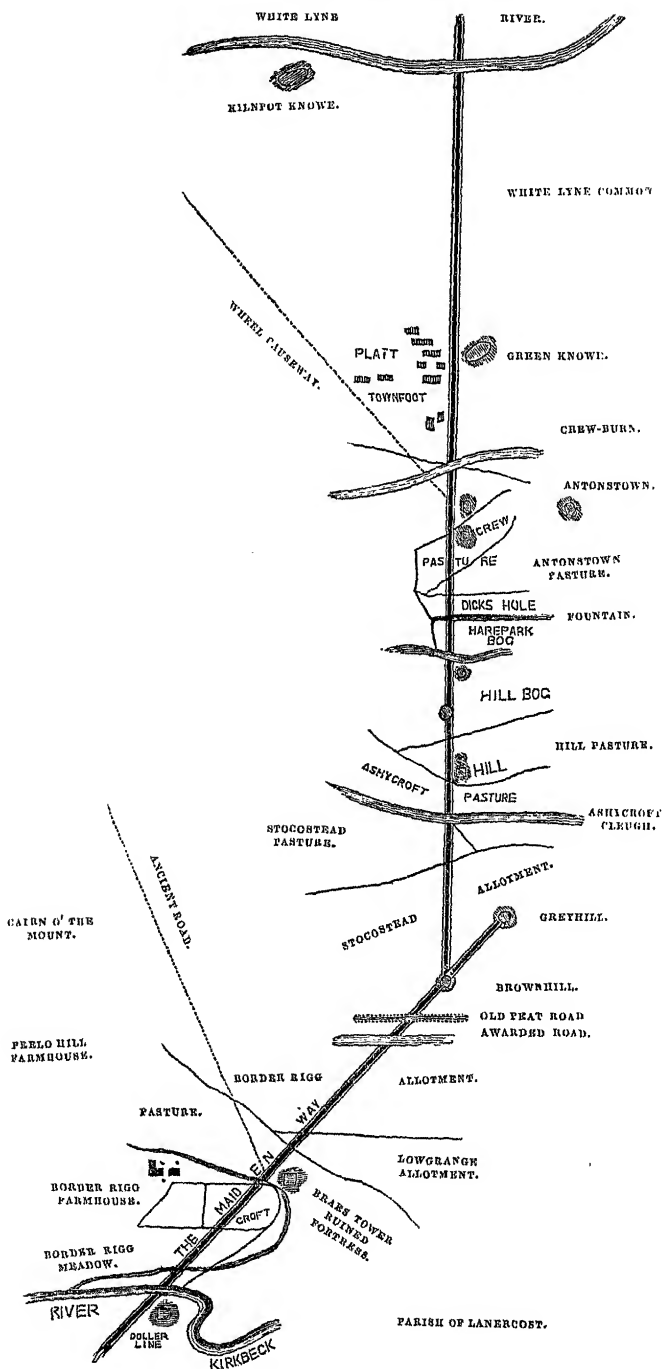 WHITE LYNE RIVER.
KILNPOT KNOWE.
WHITE LYNE COMMON
WHEEL CAUSEWAY.
PLATT
TOWNFOOT
GREEN KNOWE.
CREW-BURN.
ANTONSTOWN.
CREW
PASTURE
ANTONSTOWN
PASTURE.
DICKS HOLE
FOUNTAIN.
HAREPARK
BOG
HILL BOG
HILL PASTURE.
ASHYCROFT
HILL
PASTURE
STOCOSTEAD
PASTURE.
ASHYCROFT
CLEUGH.
ANCIENT ROAD.
ALLOTMENT.
STOCOSTEAD
CAIRN O' THE
MOUNT.
GREYHILL.
BROWNHILL.
OLD PEAT ROAD
AWARDED ROAD.
PRELO HILL
FARMHOUSE.
BORDER RIGG
ALLOTMENT.
PASTURE.
THE MAIDEN WAY
LOWGRANGE
ALLOTMENT.
BORDER RIGG
FARMHOUSE.
CROFT
BRAES TOWER
RUINED
FORTRESS.
BORDER RIGG
MEADOW.
RIVER
DOLLER
LINE
KIRKBECK
PARISH OF LANERCOST.